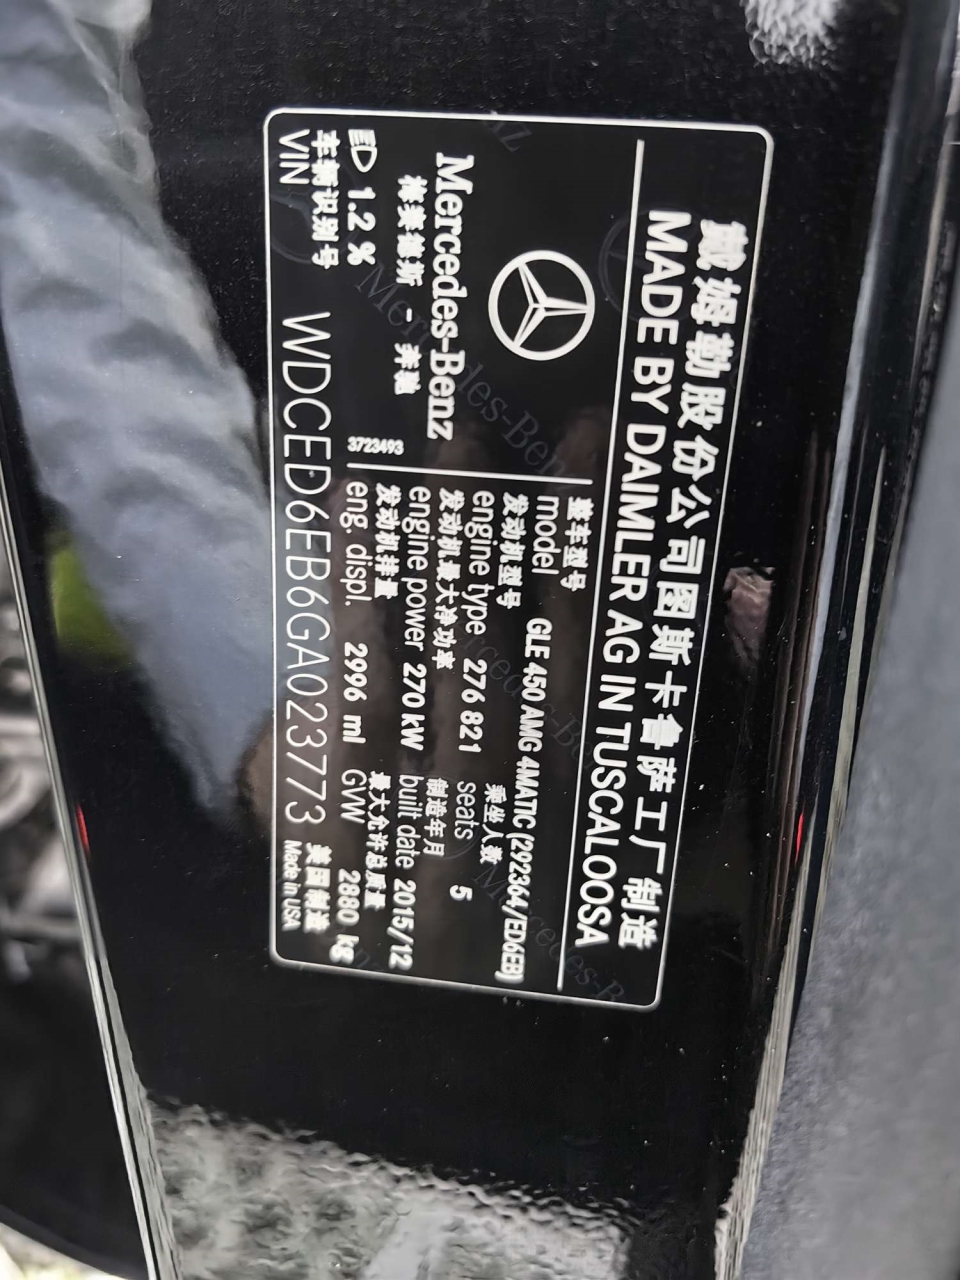 戴姆勒股份公司图斯卡鲁萨工厂制造
MADE BY DAIMLER AG IN TUSCALOOSA
Mercedes-Benz
梅赛德斯 - 奔驰
1.2 %
3723493
整车型号
model GLE 450 AMG 4MATIC (292364/ED6EB)
发动机型号 乘坐人数
engine type 276 821 seats 5
发动机最大净功率 制造年月
engine power 270 kW built date 2015/12
发动机排量 最大允许总质量
eng. displ. 2996 ml GVW 2880 kg
车辆识别号 美国制造
VIN WDCED6EB6GA023773 Made in USA